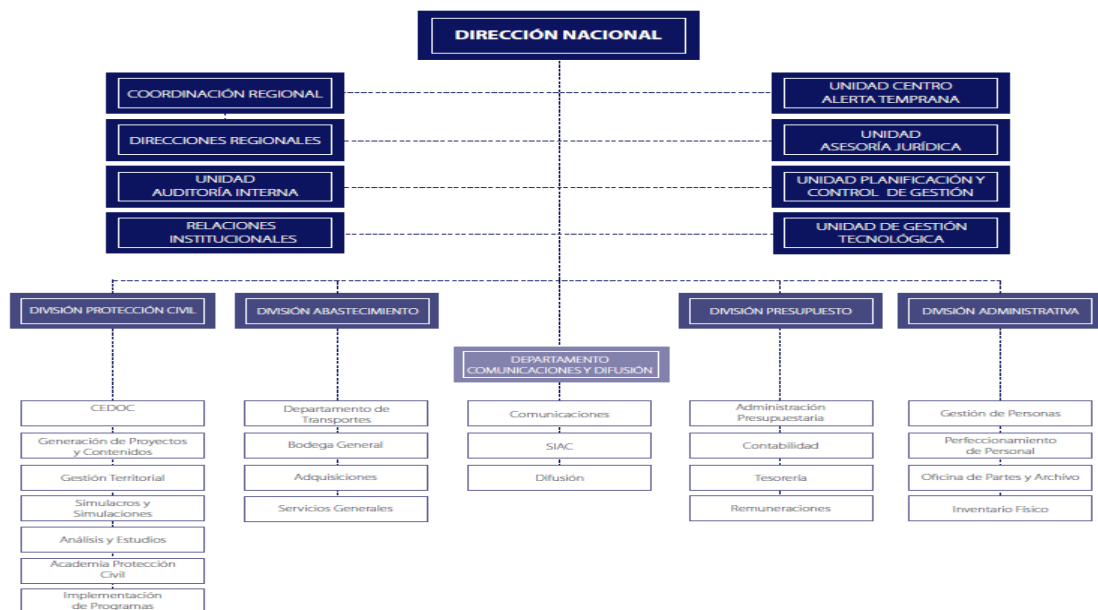 DIRECCIÓN NACIONAL
COORDINACIÓN REGIONAL
UNIDAD CENTRO
ALERTA TEMPRANA
DIRECCIONES REGIONALES
UNIDAD
ASESORÍA JURÍDICA
UNIDAD
AUDITORÍA INTERNA
UNIDAD PLANIFICACIÓN Y
CONTROL DE GESTIÓN
RELACIONES
INSTITUCIONALES
UNIDAD DE GESTIÓN
TECNOLÓGICA
DIVISIÓN PROTECCIÓN CIVIL
DIVISIÓN ABASTECIMIENTO
DIVISIÓN PRESUPUESTO
DIVISIÓN ADMINISTRATIVA
DEPARTAMENTO
COMUNICACIONES Y DIFUSIÓN
CEDOC
Generación de Proyectos
y Contenidos
Gestión Territorial
Simulacros y
Simulaciones
Análisis y Estudios
Academia Protección
Civil
Implementación
de Programas
Departamento de
Transportes
Bodega General
Adquisiciones
Servicios Generales
Comunicaciones
SIAC
Difusión
Administración
Presupuestaria
Contabilidad
Tesorería
Remuneraciones
Gestión de Personas
Perfeccionamiento
de Personal
Oficina de Partes y Archivo
Inventario Físico